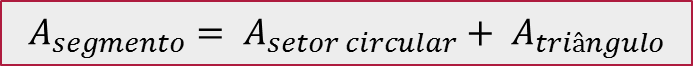 A_segmento = A_setor circular + A_triângulo